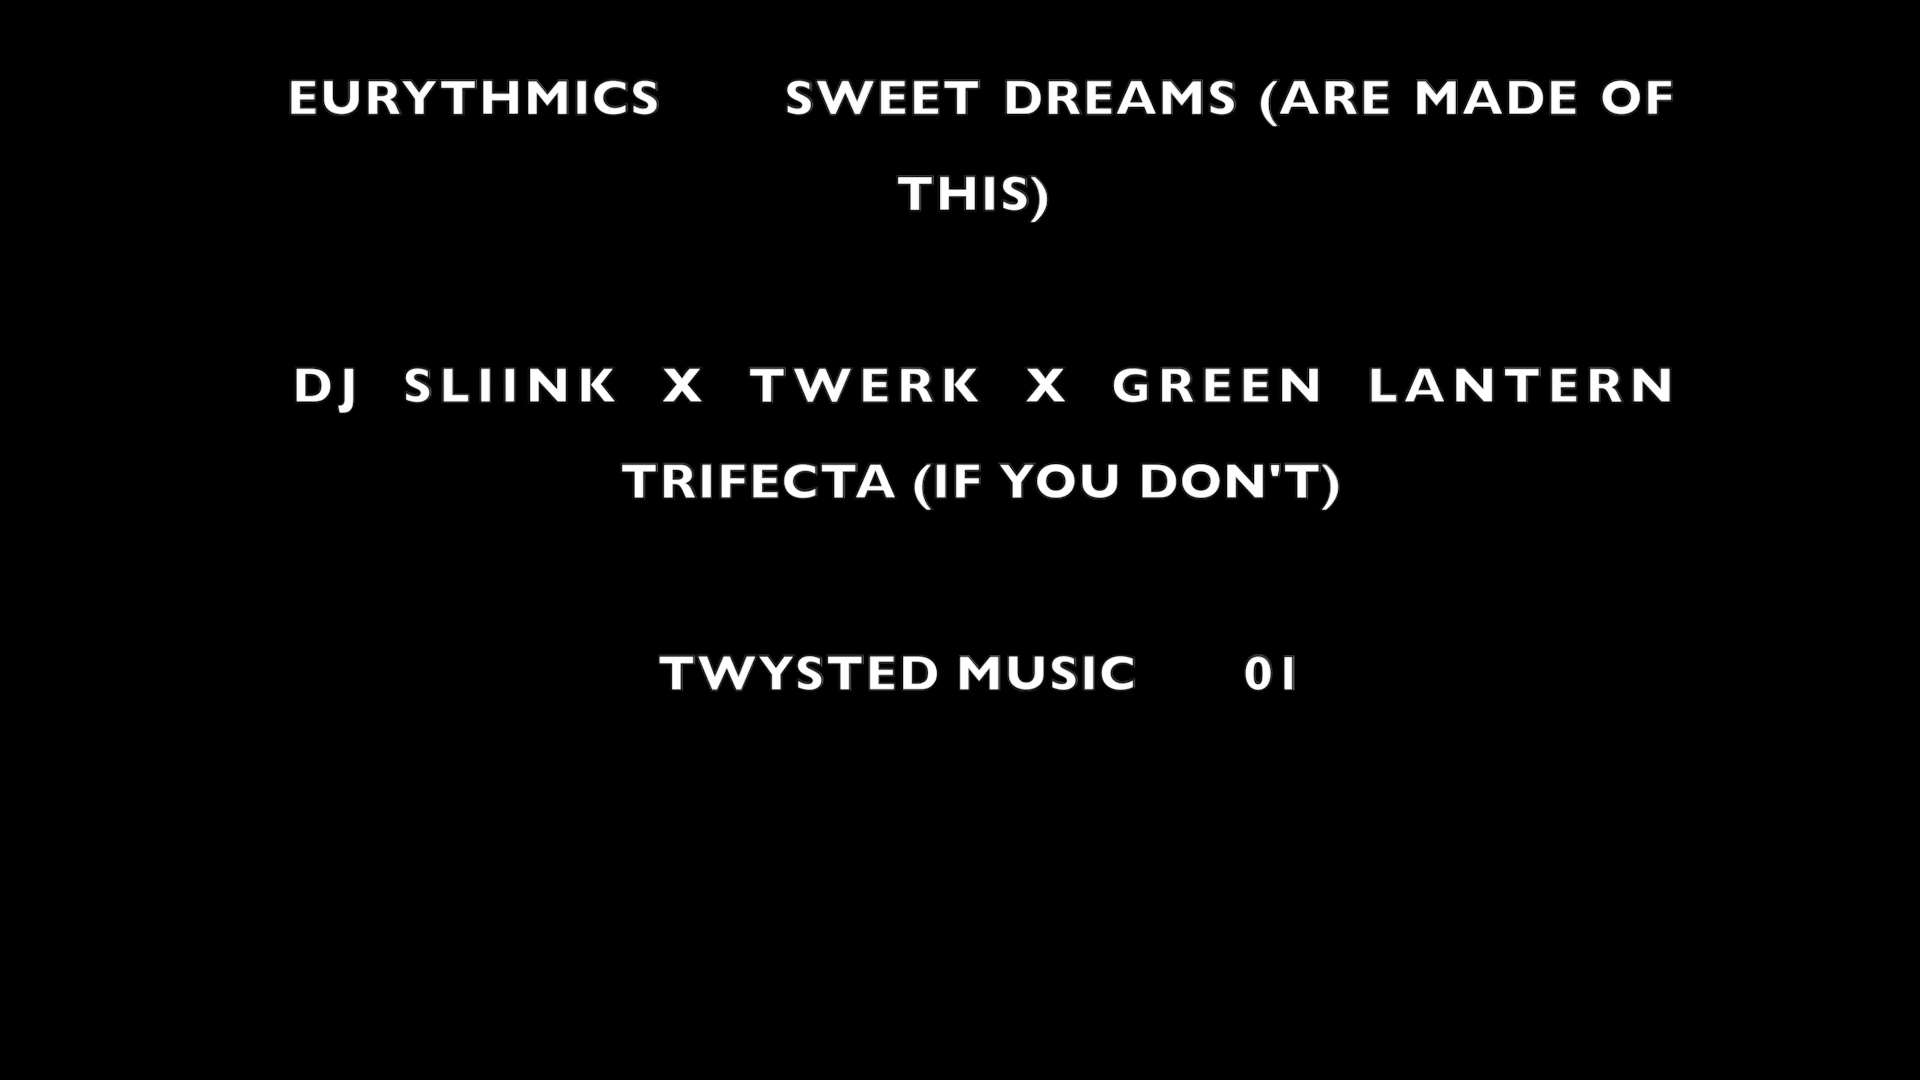 EURYTHMICS SWEET DREAMS (ARE MADE OF
THIS)
DJ SLIINK X TWERK X GREEN LANTERN
TRIFECTA (IF YOU DON'T)
TWYSTED MUSIC 01